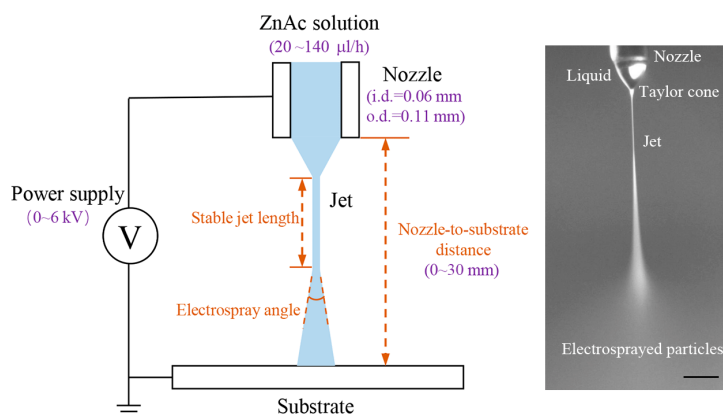 ZnAc solution
(20 ~140 μl/h)
Nozzle
(i.d.=0.06 mm
o.d.=0.11 mm)
Power supply
(0~6 kV)
V
Stable jet length
Jet
Nozzle-to-substrate
distance
(0~30 mm)
Electrospray angle
Substrate
Nozzle
Liquid
Taylor cone
Jet
Electrosprayed particles